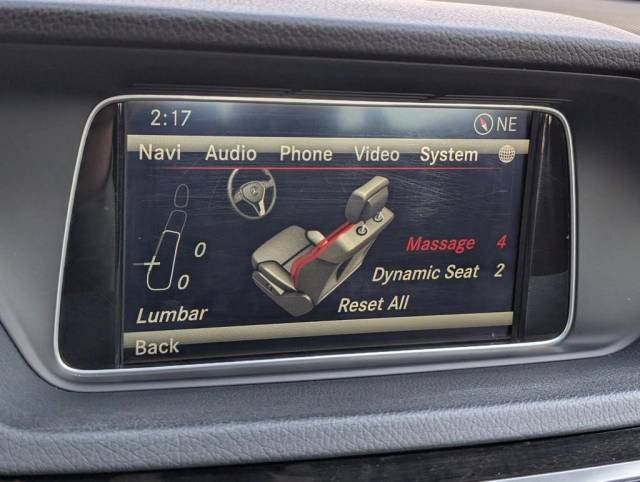 2:17 NE
Navi Audio Phone Video System
Massage 4
0
Dynamic Seat 2
0
Reset All
Lumbar
Back